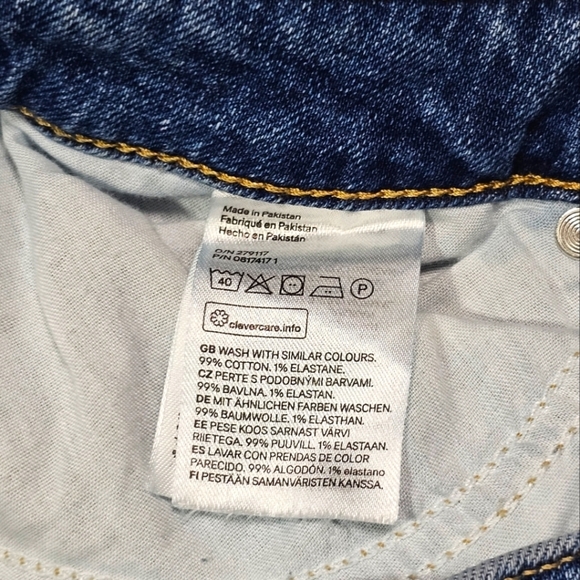 Made in Pakistan
Fabriqué en Pakistan
Hecho en Pakistán
O/N 279117
P/N 0817417 1
40 P
clevercare.info
GB WASH WITH SIMILAR COLOURS.
99% COTTON. 1% ELASTANE.
CZ PERTE S PODOBNÝMI BARVAMI.
99% BAVLNA. 1% ELASTAN.
DE MIT ÄHNLICHEN FARBEN WASCHEN.
99% BAUMWOLLE. 1% ELASTHAN.
EE PESE KOOS SARNAST VÄRVI
RIIETEGA. 99% PUUVILL. 1% ELASTAAN.
ES LAVAR CON PRENDAS DE COLOR
PARECIDO. 99% ALGODÓN. 1% elastano
FI PESTÄÄN SAMANVÄRISTEN KANSSA.